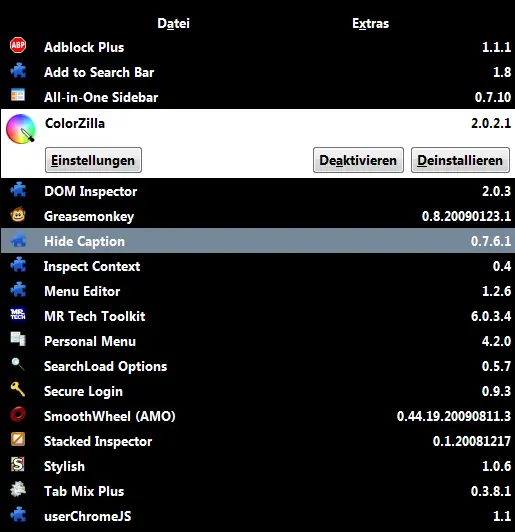 Datei Extras
Adblock Plus 1.1.1
Add to Search Bar 1.8
All-in-One Sidebar 0.7.10
ColorZilla 2.0.2.1
Einstellungen Deaktivieren Deinstallieren
DOM Inspector 2.0.3
Greasemonkey 0.8.20090123.1
Hide Caption 0.7.6.1
Inspect Context 0.4
Menu Editor 1.2.6
MR Tech Toolkit 6.0.3.4
Personal Menu 4.2.0
SearchLoad Options 0.5.7
Secure Login 0.9.3
SmoothWheel (AMO) 0.44.19.20090811.3
Stacked Inspector 0.1.20081217
Stylish 1.0.6
Tab Mix Plus 0.3.8.1
userChromeJS 1.1